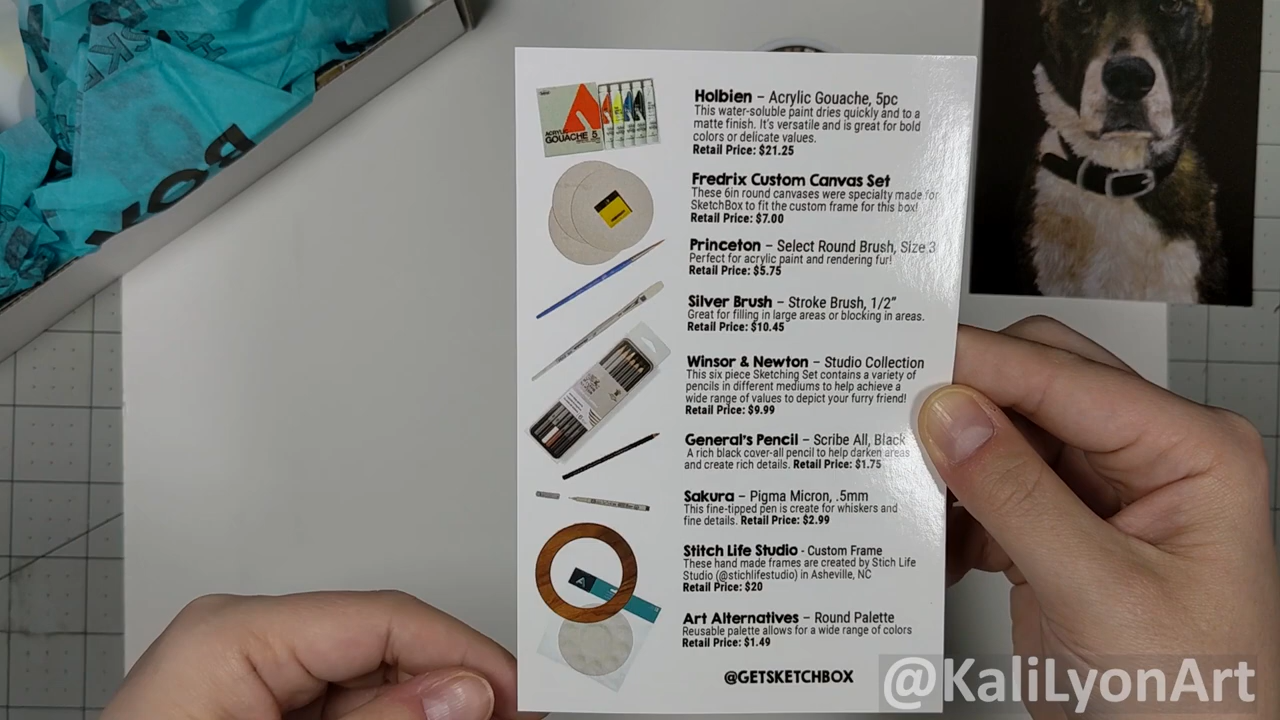 Holbien – Acrylic Gouache, 5pc
This water-soluble paint dries quickly and to a
matte finish. It's versatile and is great for bold
colors or delicate values.
Retail Price: $21.25
ACRYLIC
GOUACHE 5
Fredrix Custom Canvas Set
These 6in round canvases were specialty made for
SketchBox to fit the custom frame for this box!
Retail Price: $7.00
Princeton – Select Round Brush, Size 3
Perfect for acrylic paint and rendering fur!
Retail Price: $5.75
Silver Brush – Stroke Brush, 1/2"
Great for filling in large areas or blocking in areas.
Retail Price: $10.45
Winsor & Newton – Studio Collection
This six piece Sketching Set contains a variety of
pencils in different mediums to help achieve a
wide range of values to depict your furry friend!
Retail Price: $9.99
General's Pencil – Scribe All, Black
A rich black cover-all pencil to help darken areas
and create rich details. Retail Price: $1.75
Sakura – Pigma Micron, .5mm
This fine-tipped pen is create for whiskers and
fine details. Retail Price: $2.99
Stitch Life Studio - Custom Frame
These hand made frames are created by Stich Life
Studio (@stichlifestudio) in Asheville, NC
Retail Price: $20
Art Alternatives – Round Palette
Reusable palette allows for a wide range of colors
Retail Price: $1.49
@GETSKETCHBOX
@KaliLyonArt